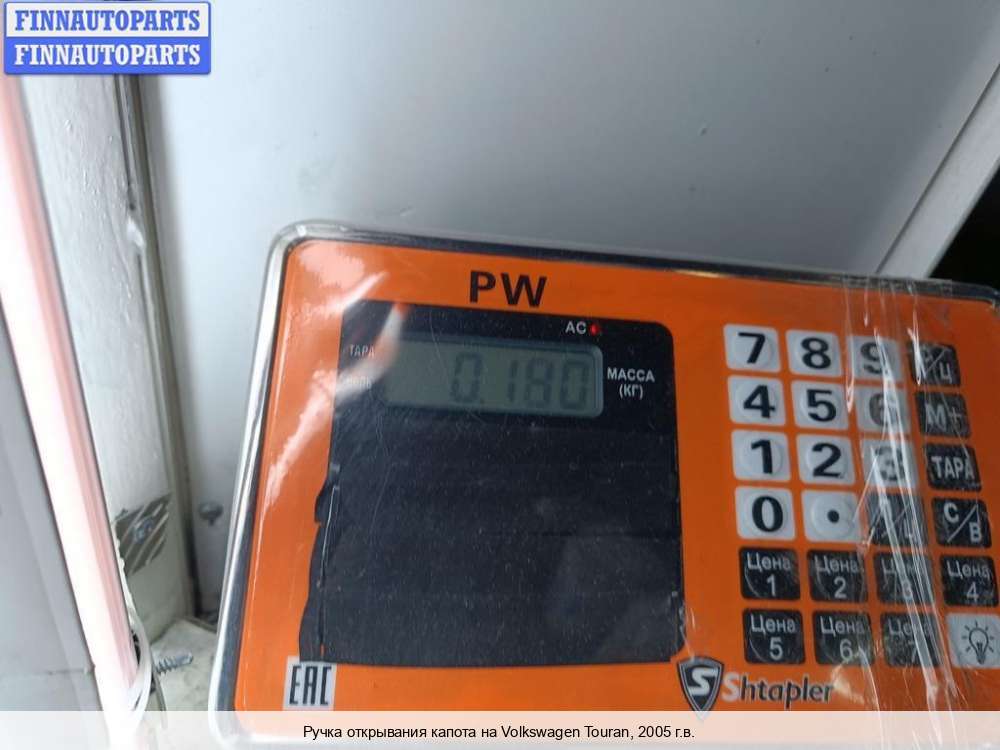 FINNAUTOPARTS
FINNAUTOPARTS
PW
AC
ТАРА
0.180
МАССА
(КГ)
7 8 9
4 5 6 М+
1 2 3 ТАРА
0 • С/В
Цена 1 Цена 2 3 Цена 4
Цена 5 Цена 6
EAC
S Shtapler
Ручка открывания капота на Volkswagen Touran, 2005 г.в.